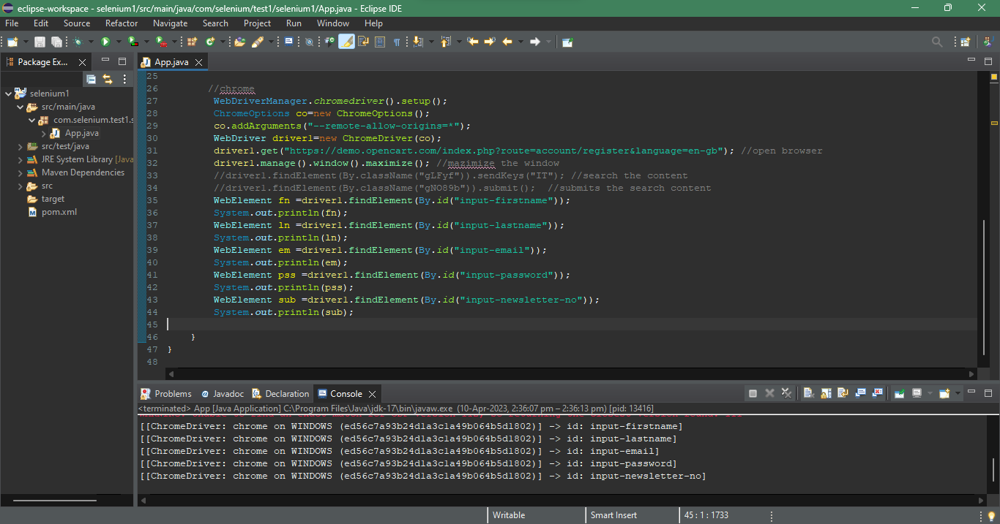 eclipse-workspace - selenium1/src/main/java/com/selenium/test1/selenium1/App.java - Eclipse IDE
File Edit Source Refactor Navigate Search Project Run Window Help
Package Ex...
App.java
selenium1
src/main/java
com.selenium.test1.s
App.java
src/test/java
JRE System Library [Java
Maven Dependencies
src
target
pom.xml
25
26 //chrome
27 WebDriverManager.chromedriver().setup();
28 ChromeOptions co=new ChromeOptions();
29 co.addArguments("--remote-allow-origins=*");
30 WebDriver driver1=new ChromeDriver(co);
31 driver1.get("https://demo.opencart.com/index.php?route=account/register&language=en-gb"); //open browser
32 driver1.manage().window().maximize(); //mazimize the window
33 //driver1.findElement(By.className("gLFyf")).sendKeys("IT"); //search the content
34 //driver1.findElement(By.className("gNO89b")).submit(); //submits the search content
35 WebElement fn =driver1.findElement(By.id("input-firstname"));
36 System.out.println(fn);
37 WebElement ln =driver1.findElement(By.id("input-lastname"));
38 System.out.println(ln);
39 WebElement em =driver1.findElement(By.id("input-email"));
40 System.out.println(em);
41 WebElement pss =driver1.findElement(By.id("input-password"));
42 System.out.println(pss);
43 WebElement sub =driver1.findElement(By.id("input-newsletter-no"));
44 System.out.println(sub);
45
46 }
47 }
48
Problems Javadoc Declaration Console
<terminated> App [Java Application] C:\Program Files\Java\jdk-17\bin\javaw.exe (10-Apr-2023, 2:36:07 pm – 2:36:13 pm) [pid: 13416]
[[ChromeDriver: chrome on WINDOWS (ed56c7a93b24d1a3c1a49b064b5d1802)] -> id: input-firstname]
[[ChromeDriver: chrome on WINDOWS (ed56c7a93b24d1a3c1a49b064b5d1802)] -> id: input-lastname]
[[ChromeDriver: chrome on WINDOWS (ed56c7a93b24d1a3c1a49b064b5d1802)] -> id: input-email]
[[ChromeDriver: chrome on WINDOWS (ed56c7a93b24d1a3c1a49b064b5d1802)] -> id: input-password]
[[ChromeDriver: chrome on WINDOWS (ed56c7a93b24d1a3c1a49b064b5d1802)] -> id: input-newsletter-no]
Writable Smart Insert 45 : 1 : 1733